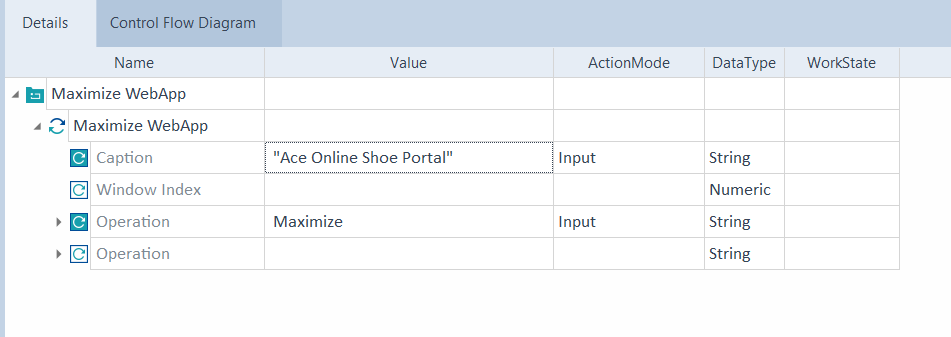 Details Control Flow Diagram
Name Value ActionMode DataType WorkState
Maximize WebApp
Maximize WebApp
Caption "Ace Online Shoe Portal" Input String
Window Index Numeric
Operation Maximize Input String
Operation String